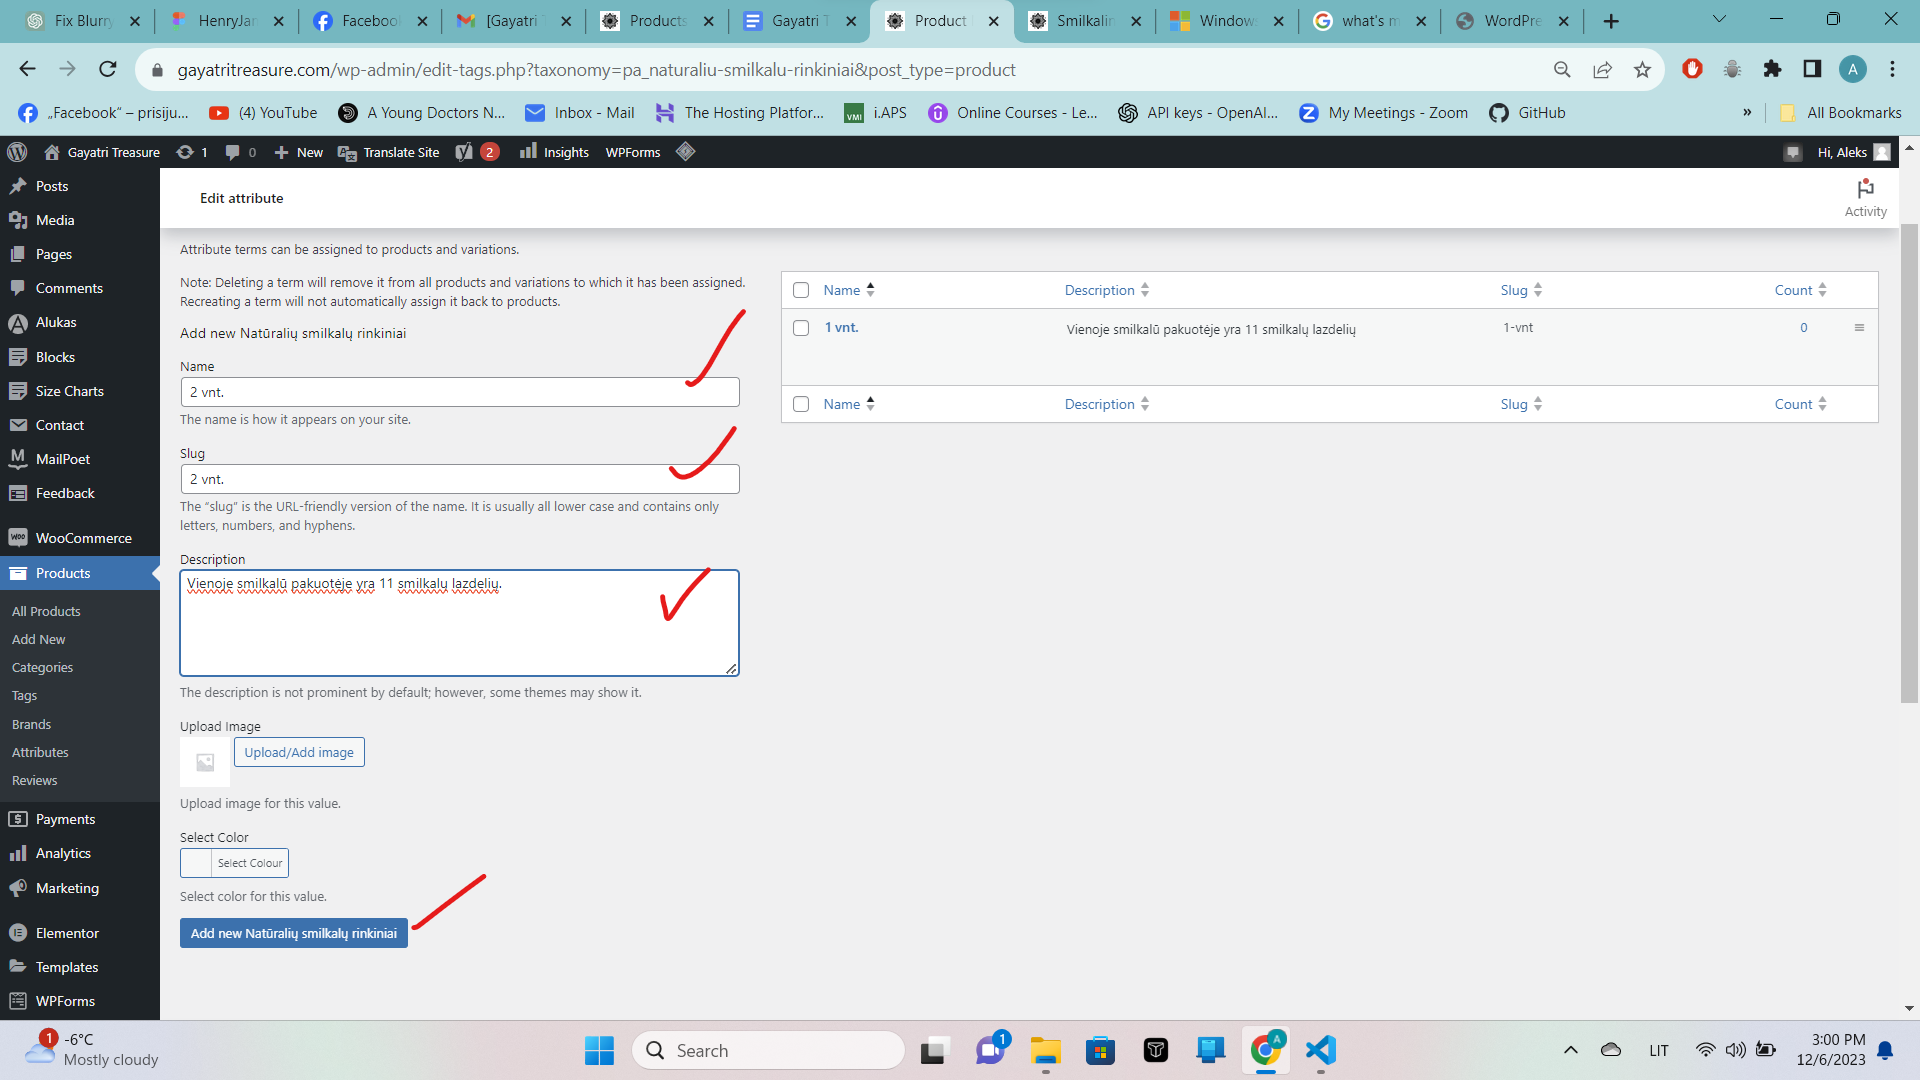 Fix Blurry
HenryJar
Facebook
[Gayatri T
Products
Gayatri T
Product
Smilkalin
Windows
what's m
WordPre
gayatritreasure.com/wp-admin/edit-tags.php?taxonomy=pa_naturaliu-smilkalu-rinkiniai&post_type=product
A
„Facebook" – prisiju...
(4) YouTube
A Young Doctors N...
Inbox - Mail
The Hosting Platfor...
VMI i.APS
Online Courses - Le...
API keys - OpenAI...
My Meetings - Zoom
GitHub
»
All Bookmarks
Gayatri Treasure
1
0
New
Translate Site
2
Insights
WPForms
Hi, Aleks
Posts
Media
Pages
Comments
Alukas
Blocks
Size Charts
Contact
MailPoet
Feedback
WooCommerce
Products
All Products
Add New
Categories
Tags
Brands
Attributes
Reviews
Payments
Analytics
Marketing
Elementor
Templates
WPForms
Edit attribute
Activity
Attribute terms can be assigned to products and variations.
Note: Deleting a term will remove it from all products and variations to which it has been assigned.
Recreating a term will not automatically assign it back to products.
Add new Natūralių smilkalų rinkiniai
Name
2 vnt.
The name is how it appears on your site.
Slug
2 vnt.
The “slug” is the URL-friendly version of the name. It is usually all lower case and contains only
letters, numbers, and hyphens.
Description
Vienoje smilkalū pakuotėje yra 11 smilkalų lazdelių.
The description is not prominent by default; however, some themes may show it.
Upload Image
Upload/Add image
Upload image for this value.
Select Color
Select Colour
Select color for this value.
Add new Natūralių smilkalų rinkiniai
Name Description Slug Count
1 vnt. Vienoje smilkalū pakuotėje yra 11 smilkalų lazdelių 1-vnt 0
Name Description Slug Count
1
-6°C
Mostly cloudy
Search
1
A
LIT
3:00 PM
12/6/2023